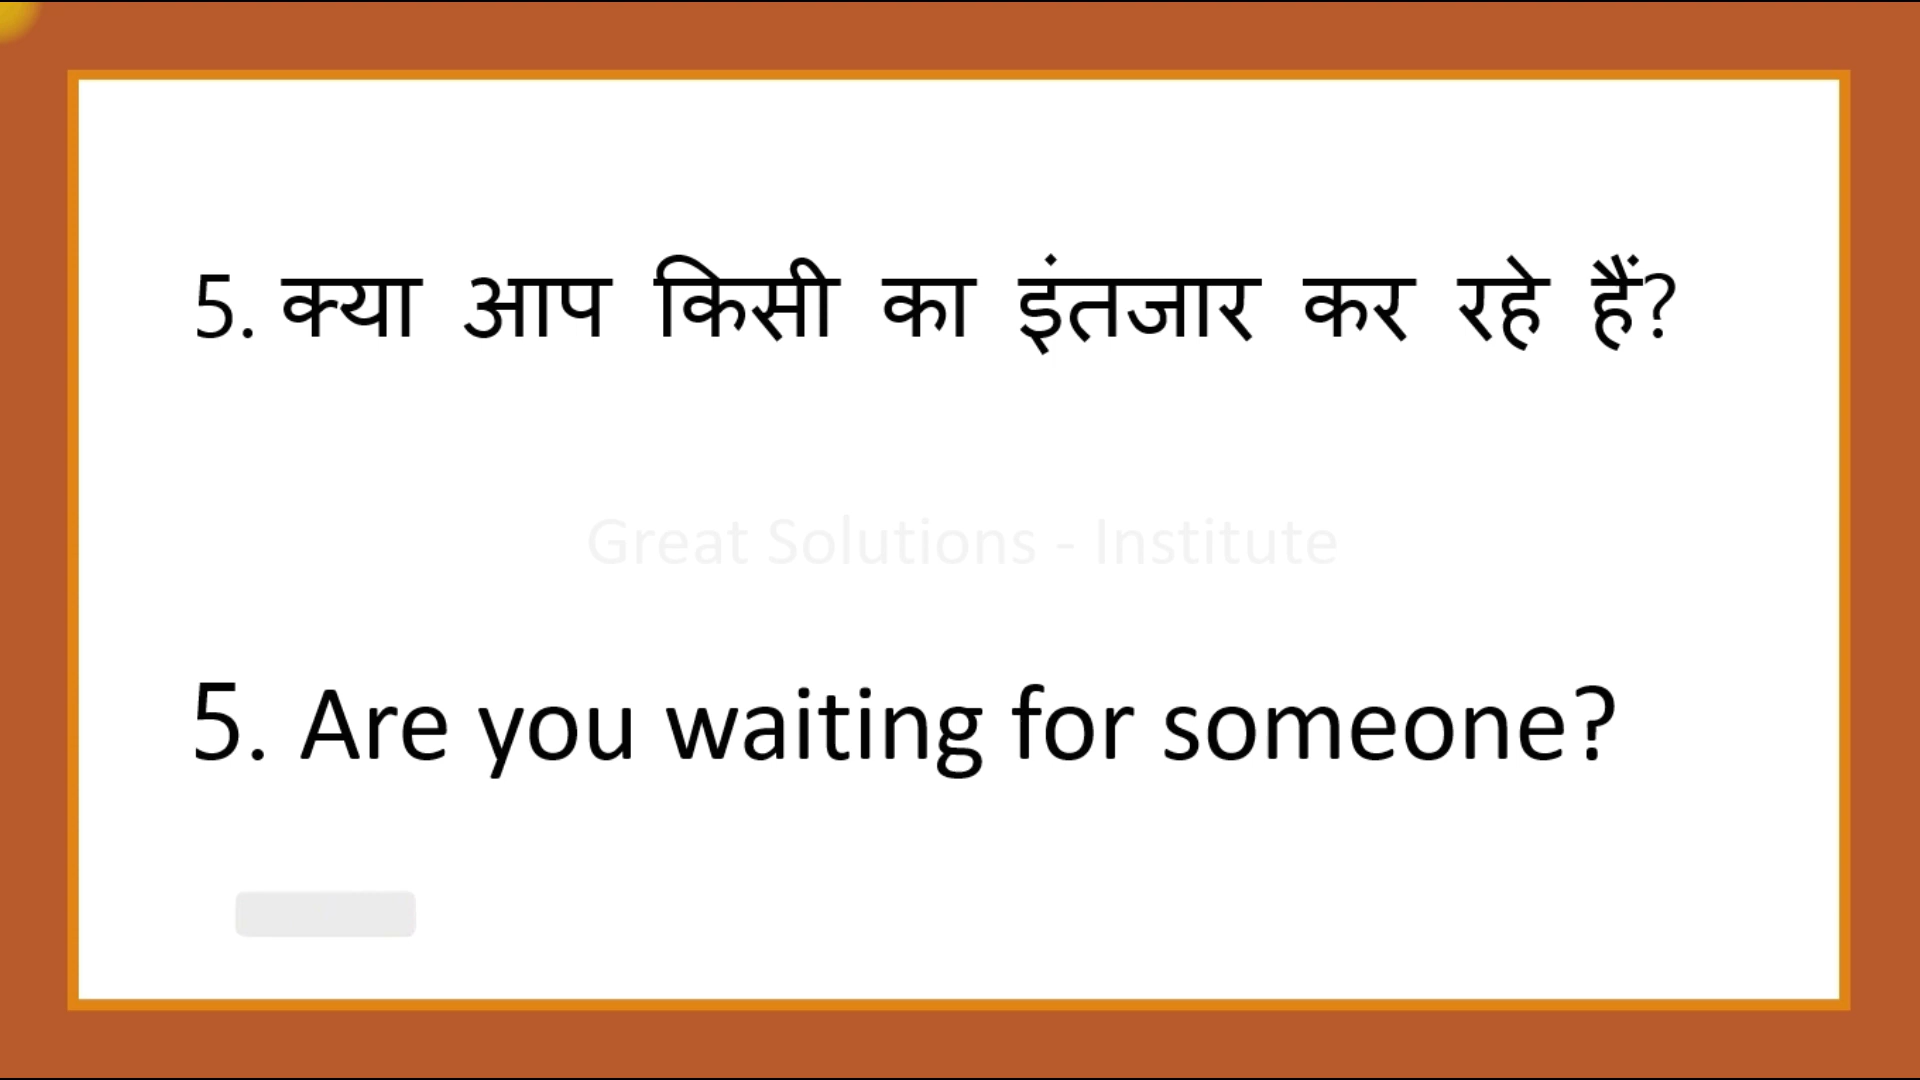 5. क्या आप किसी का इंतजार कर रहे हैं?
Great Solutions - Institute
5. Are you waiting for someone?